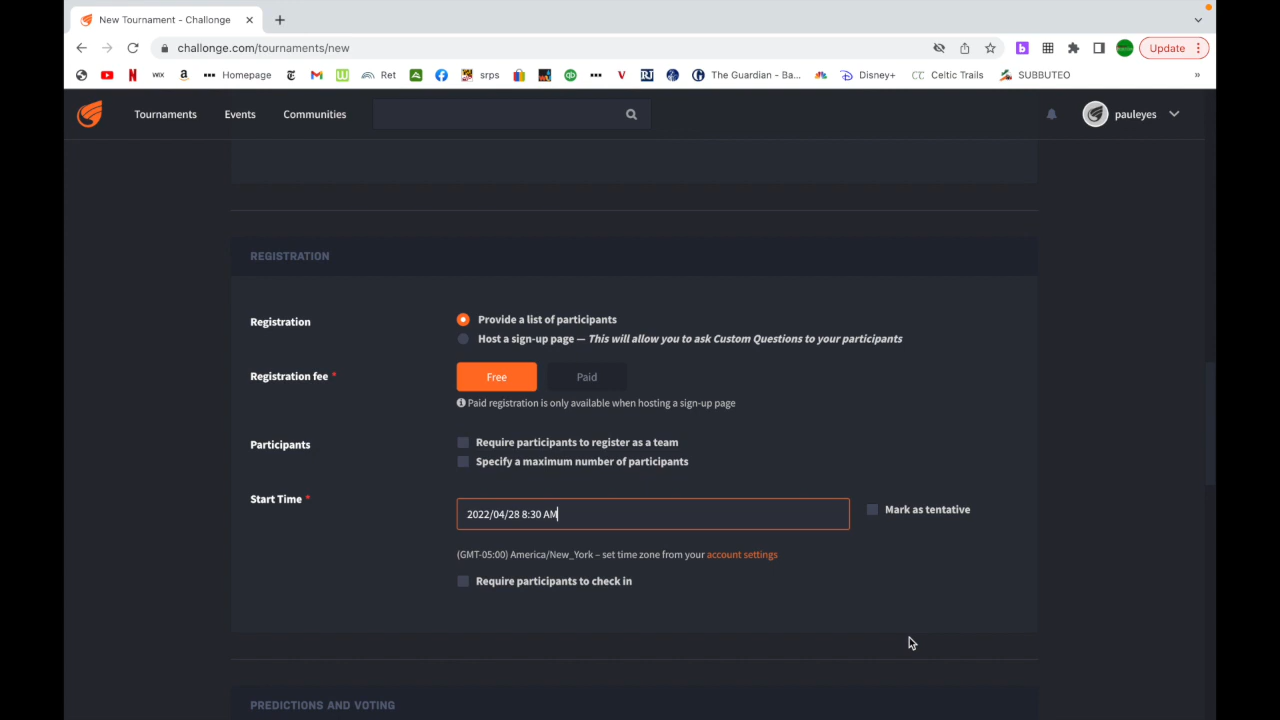 New Tournament - Challonge
challonge.com/tournaments/new
Update
WIX
a
Homepage
Ret
srps
V
The Guardian - Ba...
Disney+
CC Celtic Trails
SUBBUTEO
»
Tournaments Events Communities
pauleyes
REGISTRATION
Registration
Provide a list of participants
Host a sign-up page — This will allow you to ask Custom Questions to your participants
Registration fee *
Free Paid
Paid registration is only available when hosting a sign-up page
Participants
Require participants to register as a team
Specify a maximum number of participants
Start Time *
2022/04/28 8:30 AM
Mark as tentative
(GMT-05:00) America/New_York – set time zone from your account settings
Require participants to check in
PREDICTIONS AND VOTING